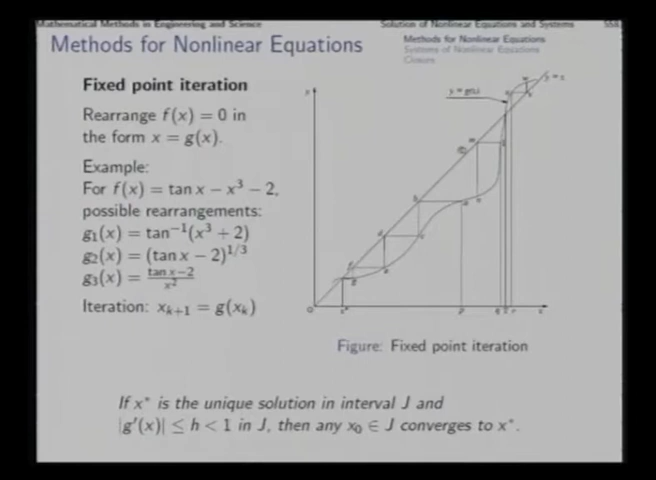 Mathematical Methods in Engineering and Science
Solution of Nonlinear Equations and Systems
Methods for Nonlinear Equations
Methods for Nonlinear Equations
Systems of Nonlinear Equations
Closure
Fixed point iteration
Rearrange f(x) = 0 in
the form x = g(x).
Example:
For f(x) = tan x − x³ − 2,
possible rearrangements:
g₁(x) = tan⁻¹(x³ + 2)
g₂(x) = (tan x − 2)^{1/3}
g₃(x) = \frac{tan x−2}{x²}
Iteration: x_{k+1} = g(x_k)
y = g(x)
y = x
Figure: Fixed point iteration
If x* is the unique solution in interval J and
|g′(x)| ≤ h < 1 in J, then any x₀ ∈ J converges to x*.